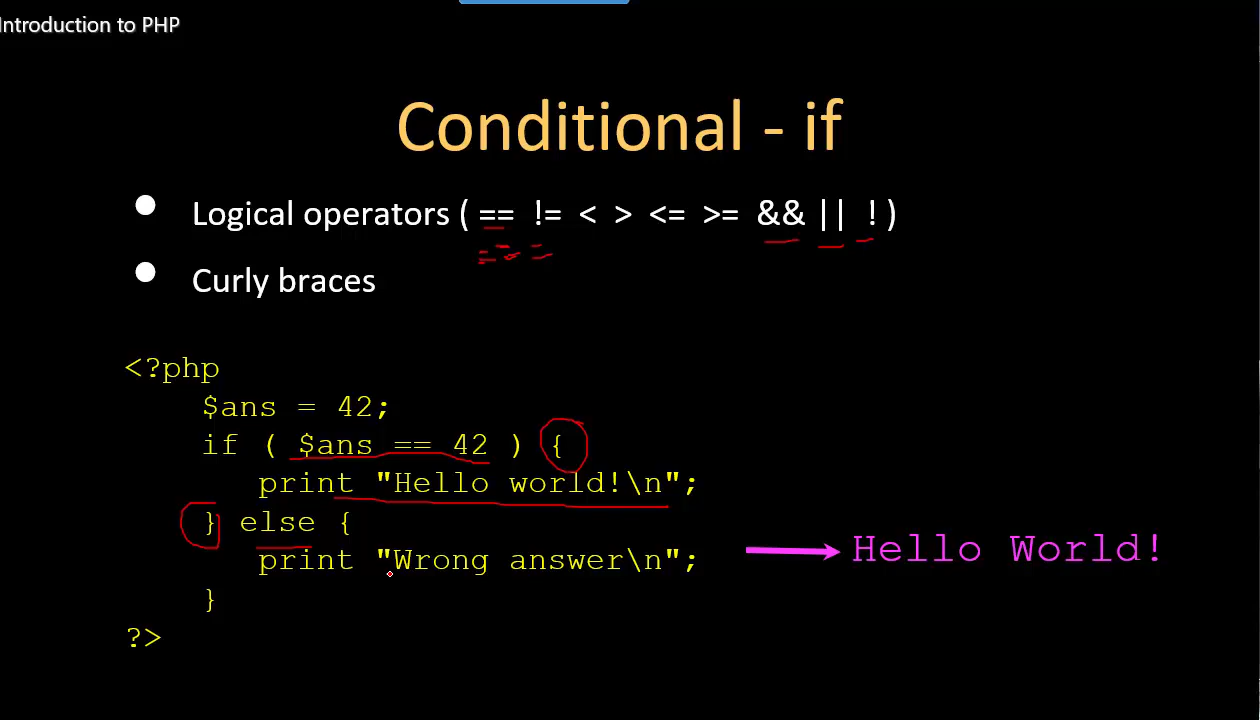 Introduction to PHP
Conditional - if
Logical operators ( == != < > <= >= && || ! )
Curly braces
<?php
$ans = 42;
if ( $ans == 42 ) {
print "Hello world!\n";
} else {
print "Wrong answer\n";
}
?>
Hello World!